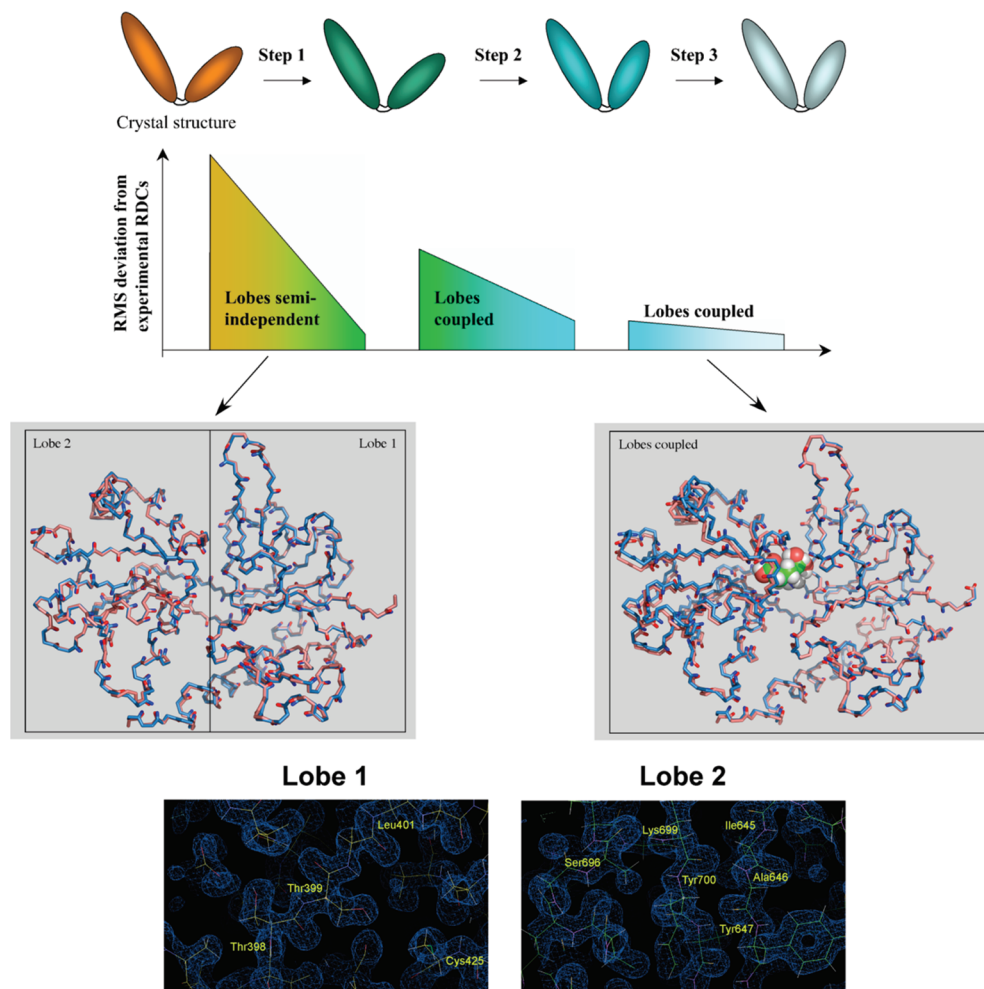 Step 1
Step 2
Step 3
Crystal structure
RMS deviation from
experimental RDCs
Lobes semi-
independent
Lobes
coupled
Lobes coupled
Lobe 2
Lobe 1
Lobes coupled
Lobe 1
Lobe 2
Leu401
Thr399
Thr398
Cys425
Lys699
Ile645
Ser696
Tyr700
Ala646
Tyr647